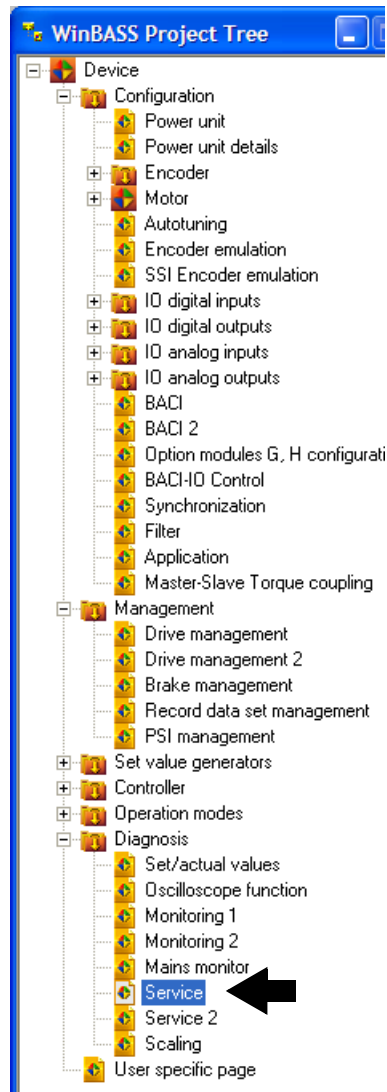 WinBASS Project Tree
Device
Configuration
Power unit
Power unit details
Encoder
Motor
Autotuning
Encoder emulation
SSI Encoder emulation
IO digital inputs
IO digital outputs
IO analog inputs
IO analog outputs
BACI
BACI 2
Option modules G, H configurati
BACI-IO Control
Synchronization
Filter
Application
Master-Slave Torque coupling
Management
Drive management
Drive management 2
Brake management
Record data set management
PSI management
Set value generators
Controller
Operation modes
Diagnosis
Set/actual values
Oscilloscope function
Monitoring 1
Monitoring 2
Mains monitor
Service
Service 2
Scaling
User specific page